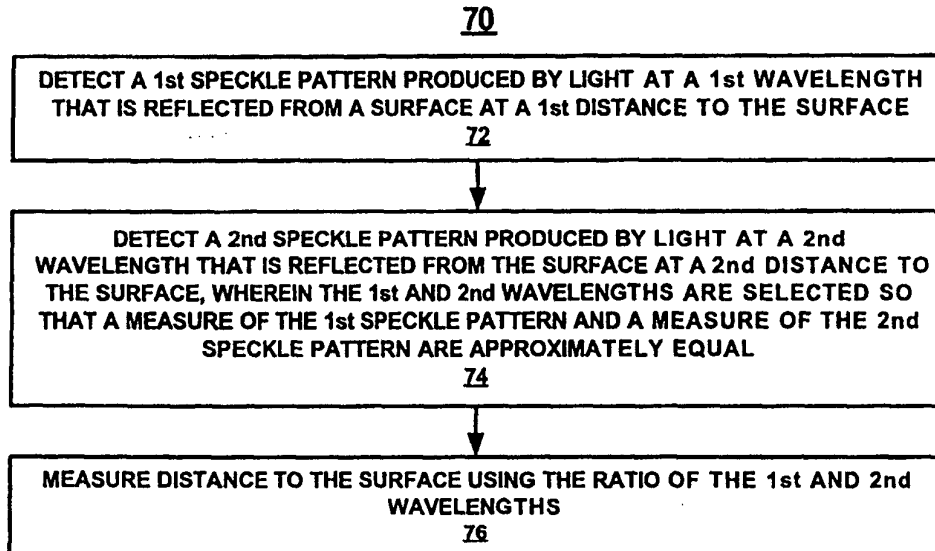 70
DETECT A 1st SPECKLE PATTERN PRODUCED BY LIGHT AT A 1st WAVELENGTH
THAT IS REFLECTED FROM A SURFACE AT A 1st DISTANCE TO THE SURFACE
72
DETECT A 2nd SPECKLE PATTERN PRODUCED BY LIGHT AT A 2nd
WAVELENGTH THAT IS REFLECTED FROM THE SURFACE AT A 2nd DISTANCE TO
THE SURFACE, WHEREIN THE 1st AND 2nd WAVELENGTHS ARE SELECTED SO
THAT A MEASURE OF THE 1st SPECKLE PATTERN AND A MEASURE OF THE 2nd
SPECKLE PATTERN ARE APPROXIMATELY EQUAL
74
MEASURE DISTANCE TO THE SURFACE USING THE RATIO OF THE 1st AND 2nd
WAVELENGTHS
76